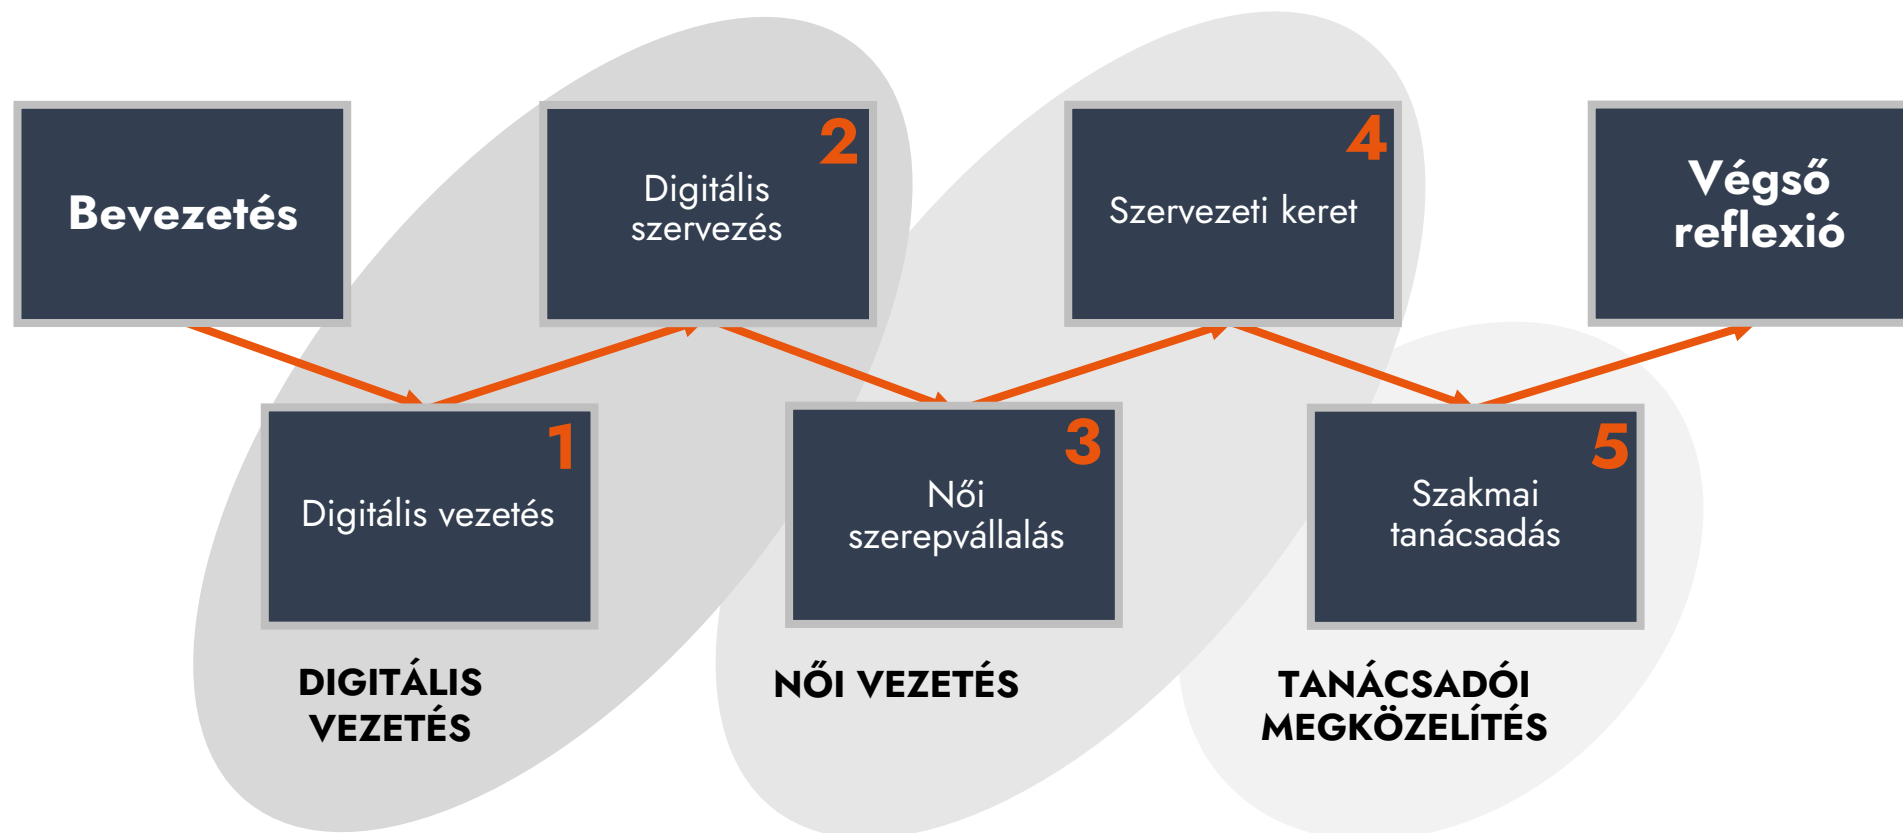 Bevezetés
1
Digitális vezetés
2
Digitális
szervezés
3
Női
szerepvállalás
4
Szervezeti keret
5
Szakmai
tanácsadás
Végső
reflexió
DIGITÁLIS
VEZETÉS
NŐI VEZETÉS
TANÁCSADÓI
MEGKÖZELÍTÉS